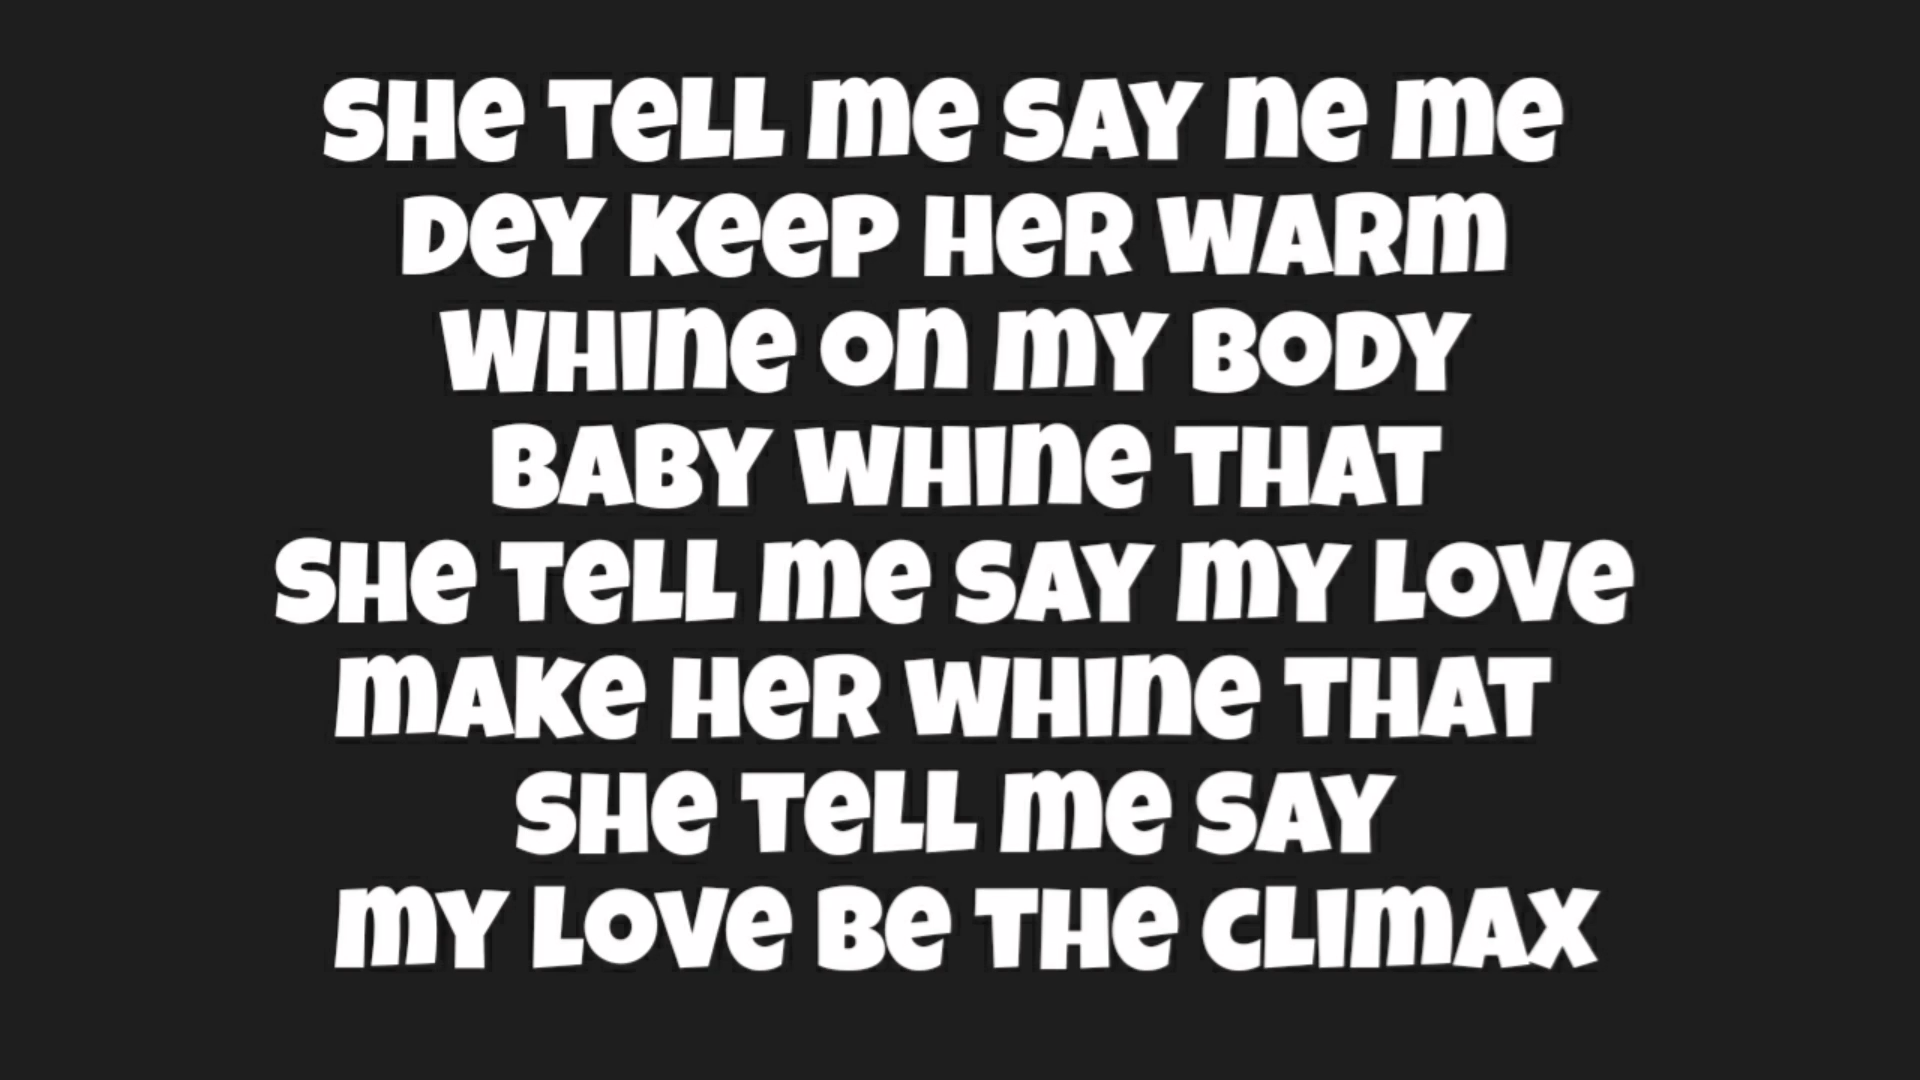 SHe TeLL me SAY ne me
DeY KeeP HeR WARm
WHIne On mY BODY
BABY WHIne THAT
SHe TeLL me SAY mY LOVe
mAKe HeR WHIne THAT
SHe TeLL me SAY
mY LOVe Be THe CLImAX